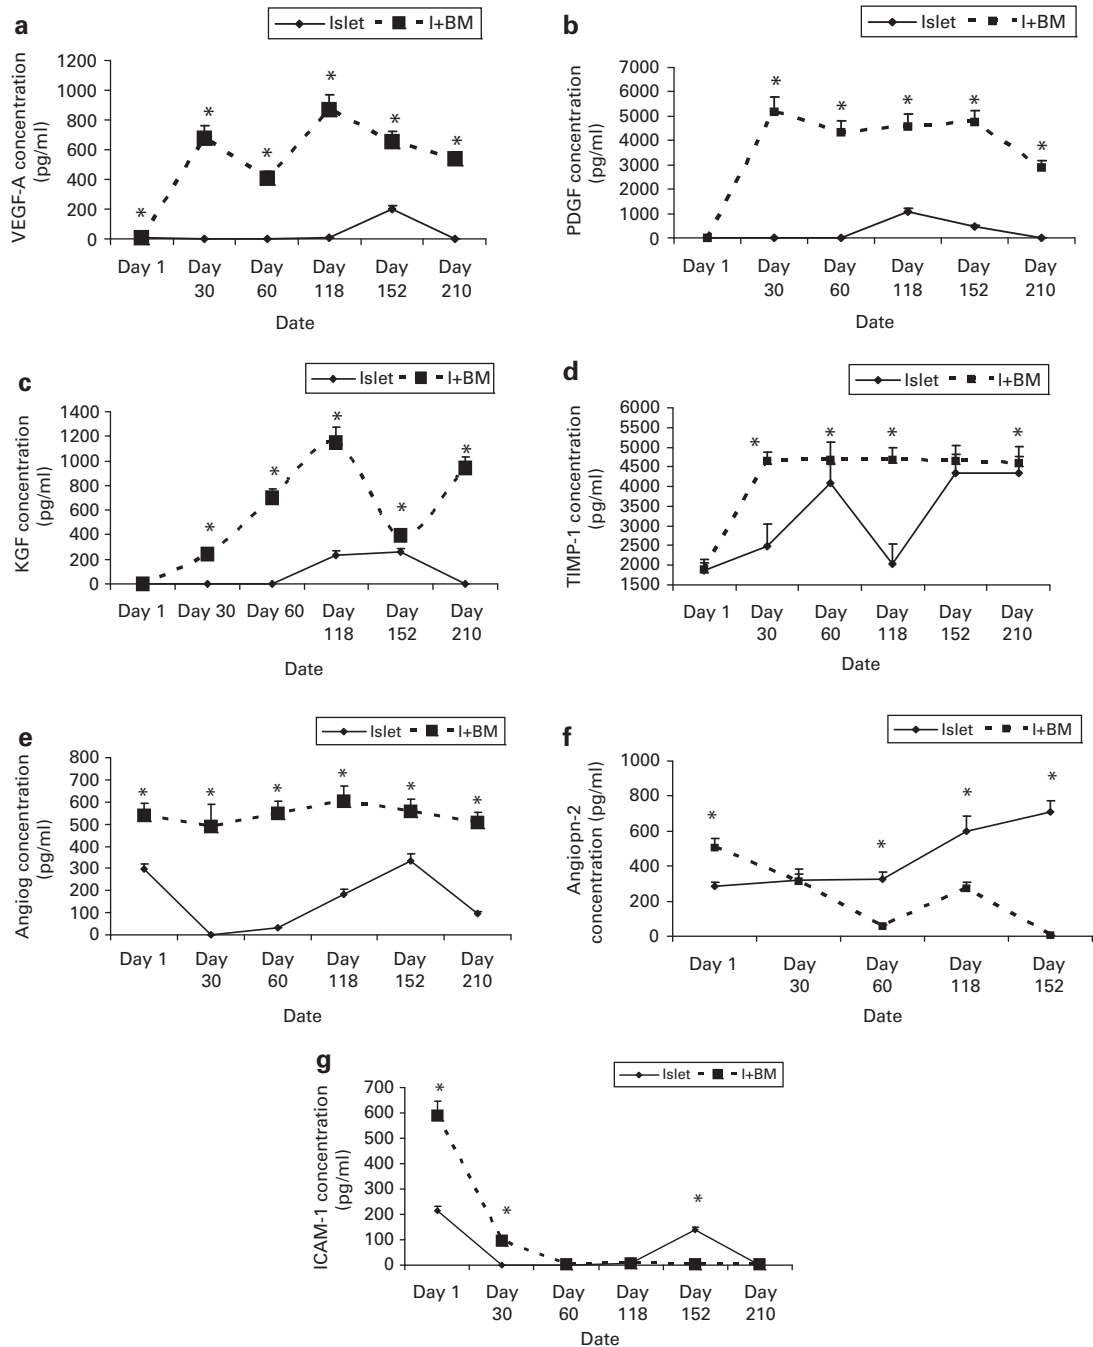 a
Islet I+BM
VEGF-A concentration
(pg/ml)
1200
1000
800
600
400
200
0
* * * * * *
Day 1 Day Day Day Day Day
30 60 118 152 210
Date
b
Islet I+BM
PDGF concentration
(pg/ml)
7000
6000
5000
4000
3000
2000
1000
0
* * * * *
Day 1 Day Day Day Day Day
30 60 118 152 210
Date
c
Islet I+BM
KGF concentration
(pg/ml)
1400
1200
1000
800
600
400
200
0
* * * * *
Day 1 Day 30 Day 60 Day Day Day
118 152 210
Date
d
Islet I+BM
TIMP-1 concentration
(pg/ml)
6000
5500
5000
4500
4000
3500
3000
2500
2000
1500
* * * *
Day 1 Day Day Day Day Day
30 60 118 152 210
Date
e
Islet I+BM
Angiog concentration
(pg/ml)
800
700
600
500
400
300
200
100
0
* * * * * *
Day 1 Day Day Day Day Day
30 60 118 152 210
Date
f
Islet I+BM
Angiopn-2
concentration (pg/ml)
1000
800
600
400
200
0
* * * *
Day 1 Day Day Day Day
30 60 118 152
Date
g
Islet I+BM
ICAM-1 concentration
(pg/ml)
700
600
500
400
300
200
100
0
* * *
Day 1 Day Day Day Day Day
30 60 118 152 210
Date